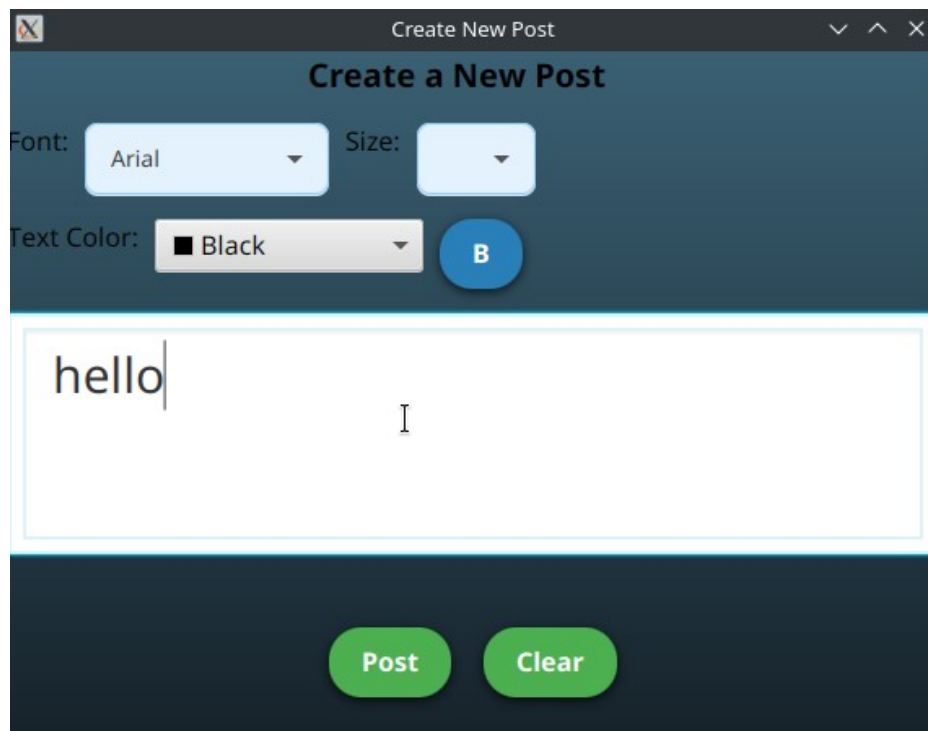 Create New Post
Create a New Post
Font: Arial Size:
Text Color: Black B
hello
Post Clear